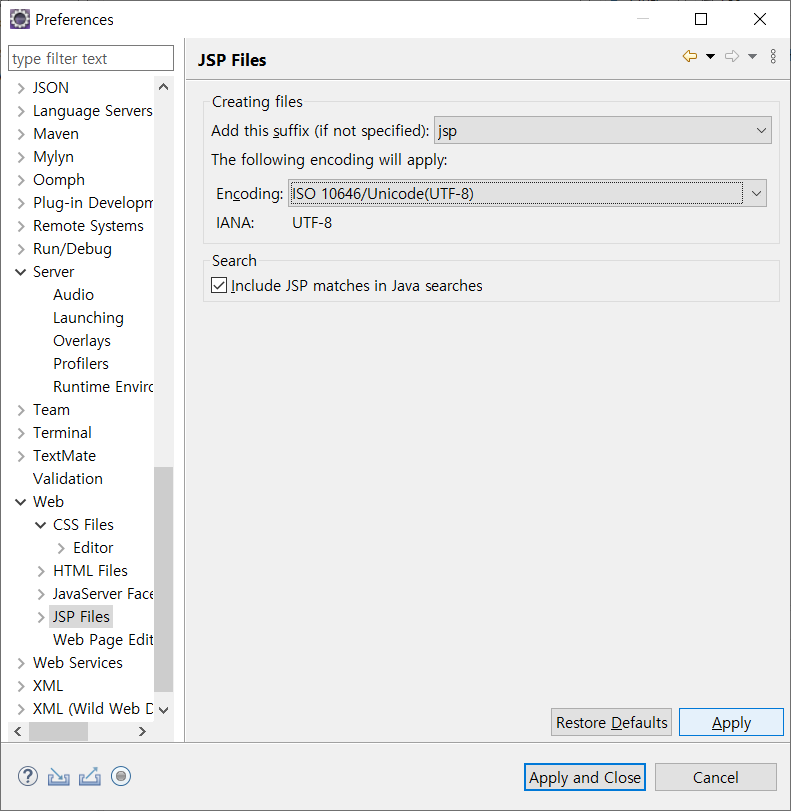 Preferences
type filter text
JSON
Language Servers
Maven
Mylyn
Oomph
Plug-in Developm
Remote Systems
Run/Debug
Server
Audio
Launching
Overlays
Profilers
Runtime Enviro
Team
Terminal
TextMate
Validation
Web
CSS Files
Editor
HTML Files
JavaServer Face
JSP Files
Web Page Edit
Web Services
XML
XML (Wild Web D
JSP Files
Creating files
Add this suffix (if not specified): jsp
The following encoding will apply:
Encoding: ISO 10646/Unicode(UTF-8)
IANA: UTF-8
Search
Include JSP matches in Java searches
Restore Defaults Apply
Apply and Close Cancel